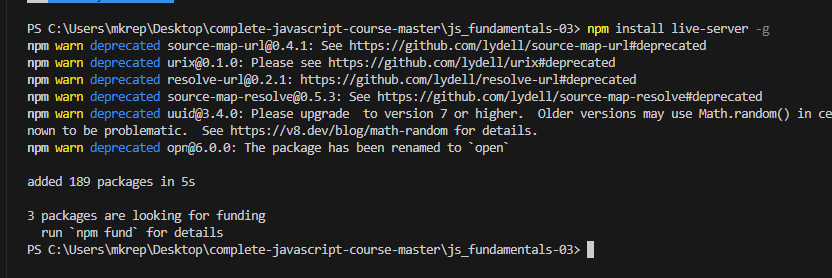 PS C:\Users\mkrep\Desktop\complete-javascript-course-master\js_fundamentals-03> npm install live-server -g
npm warn deprecated source-map-url@0.4.1: See https://github.com/lydell/source-map-url#deprecated
npm warn deprecated urix@0.1.0: Please see https://github.com/lydell/urix#deprecated
npm warn deprecated resolve-url@0.2.1: https://github.com/lydell/resolve-url#deprecated
npm warn deprecated source-map-resolve@0.5.3: See https://github.com/lydell/source-map-resolve#deprecated
npm warn deprecated uuid@3.4.0: Please upgrade  to version 7 or higher.  Older versions may use Math.random() in ce
nown to be problematic.  See https://v8.dev/blog/math-random for details.
npm warn deprecated opn@6.0.0: The package has been renamed to `open`
added 189 packages in 5s
3 packages are looking for funding
  run `npm fund` for details
PS C:\Users\mkrep\Desktop\complete-javascript-course-master\js_fundamentals-03>